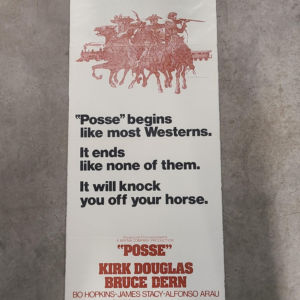 "Posse" begins
like most Westerns.
It ends
like none of them.
It will knock
you off your horse.
"POSSE"
KIRK DOUGLAS
BRUCE DERN
BO HOPKINS-JAMES STACY-ALFONSO ARAU